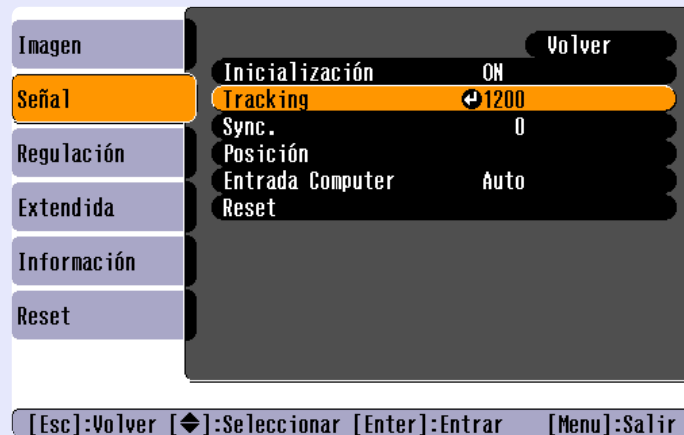 Imagen
Señal
Regulación
Extendida
Información
Reset
Volver
Inicialización ON
Tracking 1200
Sync. 0
Posición
Entrada Computer Auto
Reset
[Esc]:Volver [◆]:Seleccionar [Enter]:Entrar [Menu]:Salir